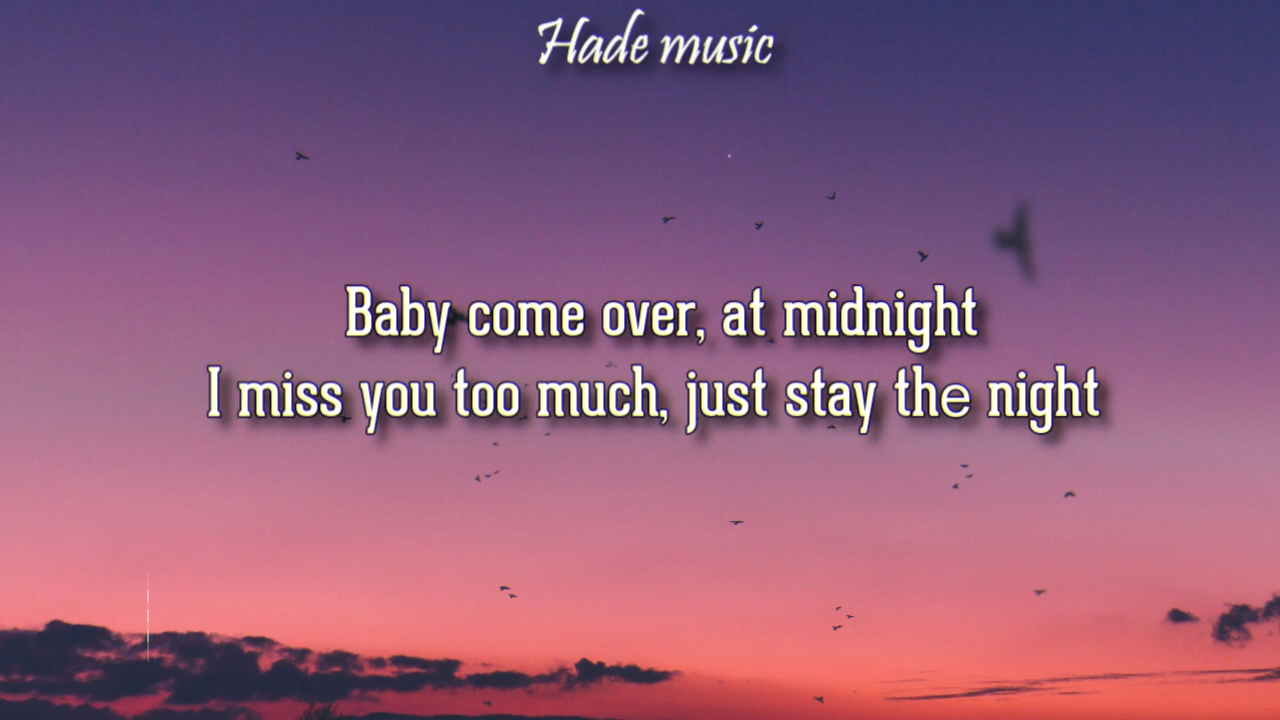 Hade music
Baby come over, at midnight
I miss you too much, just stay the night